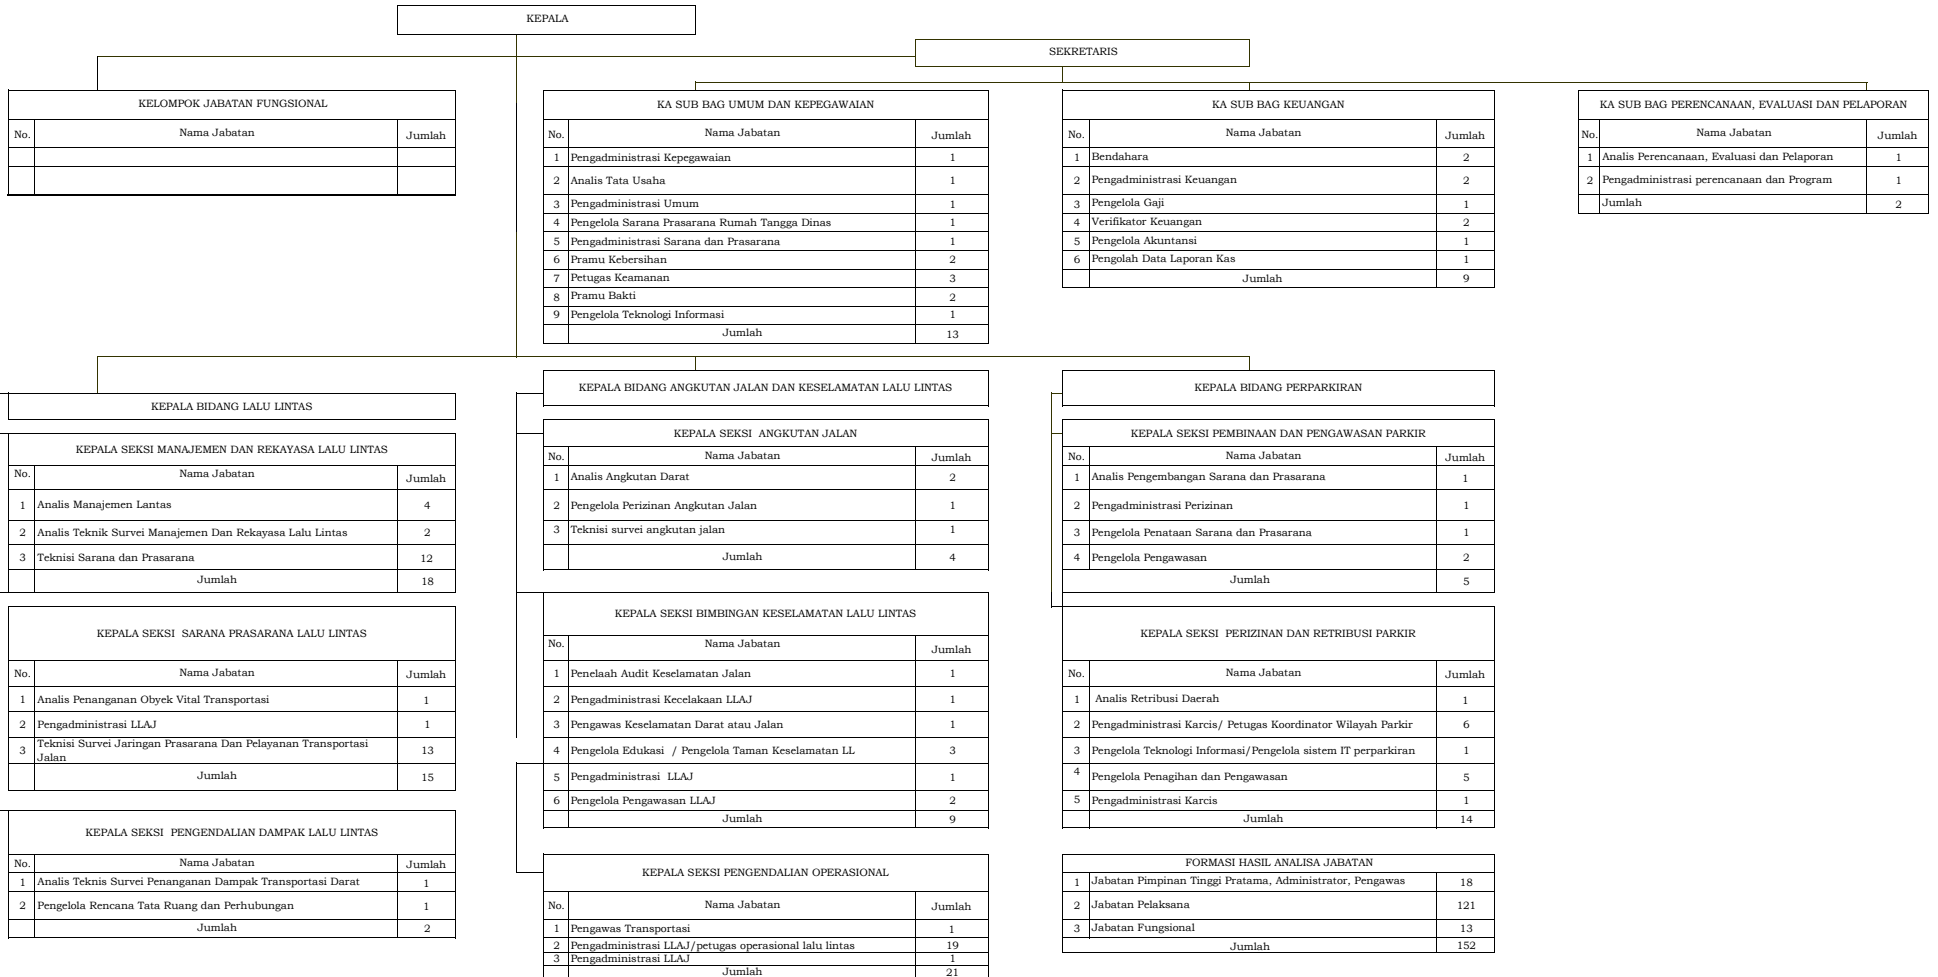 KEPALA
SEKRETARIS
KELOMPOK JABATAN FUNGSIONAL
No. Nama Jabatan Jumlah
KA SUB BAG UMUM DAN KEPEGAWAIAN
No. Nama Jabatan Jumlah
1 Pengadministrasi Kepegawaian 1
2 Analis Tata Usaha 1
3 Pengadministrasi Umum 1
4 Pengelola Sarana Prasarana Rumah Tangga Dinas 1
5 Pengadministrasi Sarana dan Prasarana 1
6 Pramu Kebersihan 2
7 Petugas Keamanan 3
8 Pramu Bakti 2
9 Pengelola Teknologi Informasi 1
Jumlah 13
KA SUB BAG KEUANGAN
No. Nama Jabatan Jumlah
1 Bendahara 2
2 Pengadministrasi Keuangan 2
3 Pengelola Gaji 1
4 Verifikator Keuangan 2
5 Pengelola Akuntansi 1
6 Pengolah Data Laporan Kas 1
Jumlah 9
KA SUB BAG PERENCANAAN, EVALUASI DAN PELAPORAN
No. Nama Jabatan Jumlah
1 Analis Perencanaan, Evaluasi dan Pelaporan 1
2 Pengadministrasi perencanaan dan Program 1
Jumlah 2
KEPALA BIDANG LALU LINTAS
KEPALA SEKSI MANAJEMEN DAN REKAYASA LALU LINTAS
No. Nama Jabatan Jumlah
1 Analis Manajemen Lantas 4
2 Analis Teknik Survei Manajemen Dan Rekayasa Lalu Lintas 2
3 Teknisi Sarana dan Prasarana 12
Jumlah 18
KEPALA SEKSI SARANA PRASARANA LALU LINTAS
No. Nama Jabatan Jumlah
1 Analis Penanganan Obyek Vital Transportasi 1
2 Pengadministrasi LLAJ 1
3 Teknisi Survei Jaringan Prasarana Dan Pelayanan Transportasi 13
Jalan
Jumlah 15
KEPALA SEKSI PENGENDALIAN DAMPAK LALU LINTAS
No. Nama Jabatan Jumlah
1 Analis Teknis Survei Penanganan Dampak Transportasi Darat 1
2 Pengelola Rencana Tata Ruang dan Perhubungan 1
Jumlah 2
KEPALA BIDANG ANGKUTAN JALAN DAN KESELAMATAN LALU LINTAS
KEPALA SEKSI ANGKUTAN JALAN
No. Nama Jabatan Jumlah
1 Analis Angkutan Darat 2
2 Pengelola Perizinan Angkutan Jalan 1
3 Teknisi survei angkutan jalan 1
Jumlah 4
KEPALA SEKSI BIMBINGAN KESELAMATAN LALU LINTAS
No. Nama Jabatan Jumlah
1 Penelaah Audit Keselamatan Jalan 1
2 Pengadministrasi Kecelakaan LLAJ 1
3 Pengawas Keselamatan Darat atau Jalan 1
4 Pengelola Edukasi / Pengelola Taman Keselamatan LL 3
5 Pengadministrasi LLAJ 1
6 Pengelola Pengawasan LLAJ 2
Jumlah 9
KEPALA SEKSI PENGENDALIAN OPERASIONAL
No. Nama Jabatan Jumlah
1 Pengawas Transportasi 1
2 Pengadministrasi LLAJ/petugas operasional lalu lintas 19
3 Pengadministrasi LLAJ 1
Jumlah 21
KEPALA BIDANG PERPARKIRAN
KEPALA SEKSI PEMBINAAN DAN PENGAWASAN PARKIR
No. Nama Jabatan Jumlah
1 Analis Pengembangan Sarana dan Prasarana 1
2 Pengadministrasi Perizinan 1
3 Pengelola Penataan Sarana dan Prasarana 1
4 Pengelola Pengawasan 2
Jumlah 5
KEPALA SEKSI PERIZINAN DAN RETRIBUSI PARKIR
No. Nama Jabatan Jumlah
1 Analis Retribusi Daerah 1
2 Pengadministrasi Karcis/ Petugas Koordinator Wilayah Parkir 6
3 Pengelola Teknologi Informasi/Pengelola sistem IT perparkiran 1
4 Pengelola Penagihan dan Pengawasan 5
5 Pengadministrasi Karcis 1
Jumlah 14
FORMASI HASIL ANALISA JABATAN
1 Jabatan Pimpinan Tinggi Pratama, Administrator, Pengawas 18
2 Jabatan Pelaksana 121
3 Jabatan Fungsional 13
Jumlah 152